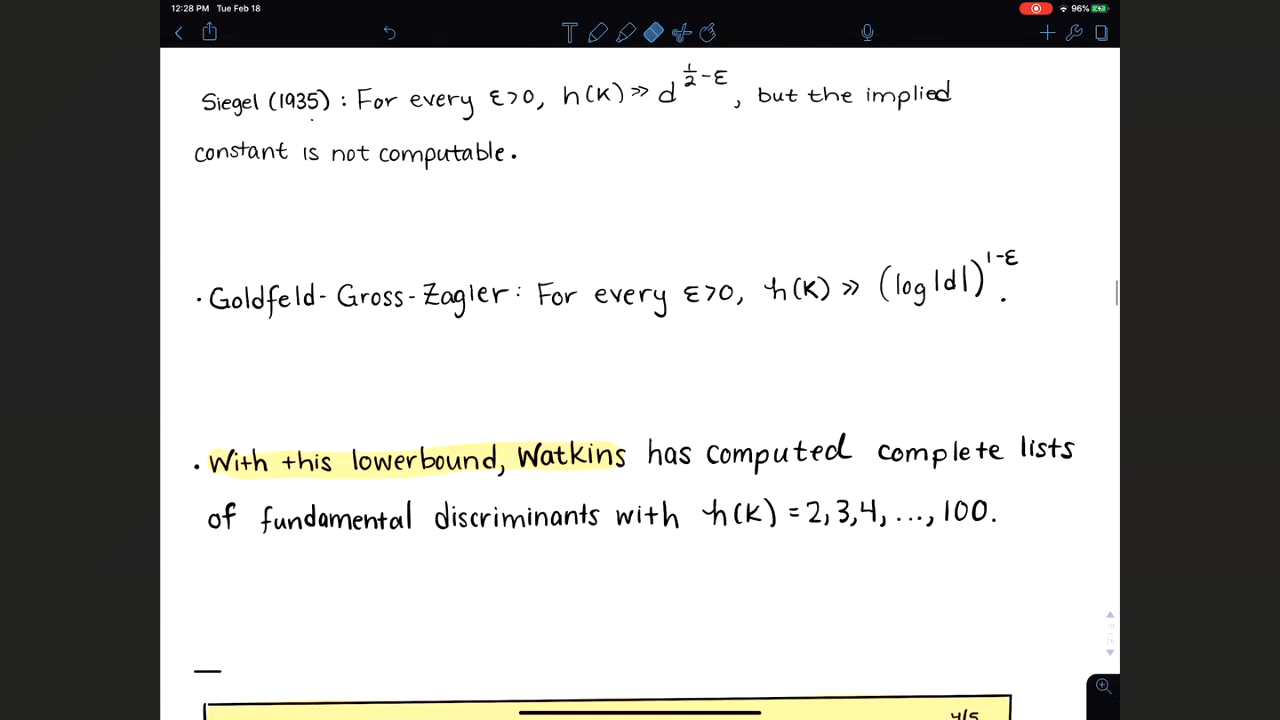 12:28 PM Tue Feb 18
96%
Siegel (1935) : For every ε>0, h(K) >> d^{1/2-ε}, but the implied
constant is not computable.
· Goldfeld-Gross-Zagier: For every ε>0, h(K) >> (log|d|)^{1-ε}.
· With this lowerbound, Watkins has computed complete lists
of fundamental discriminants with h(K) = 2,3,4,...,100.
4/5